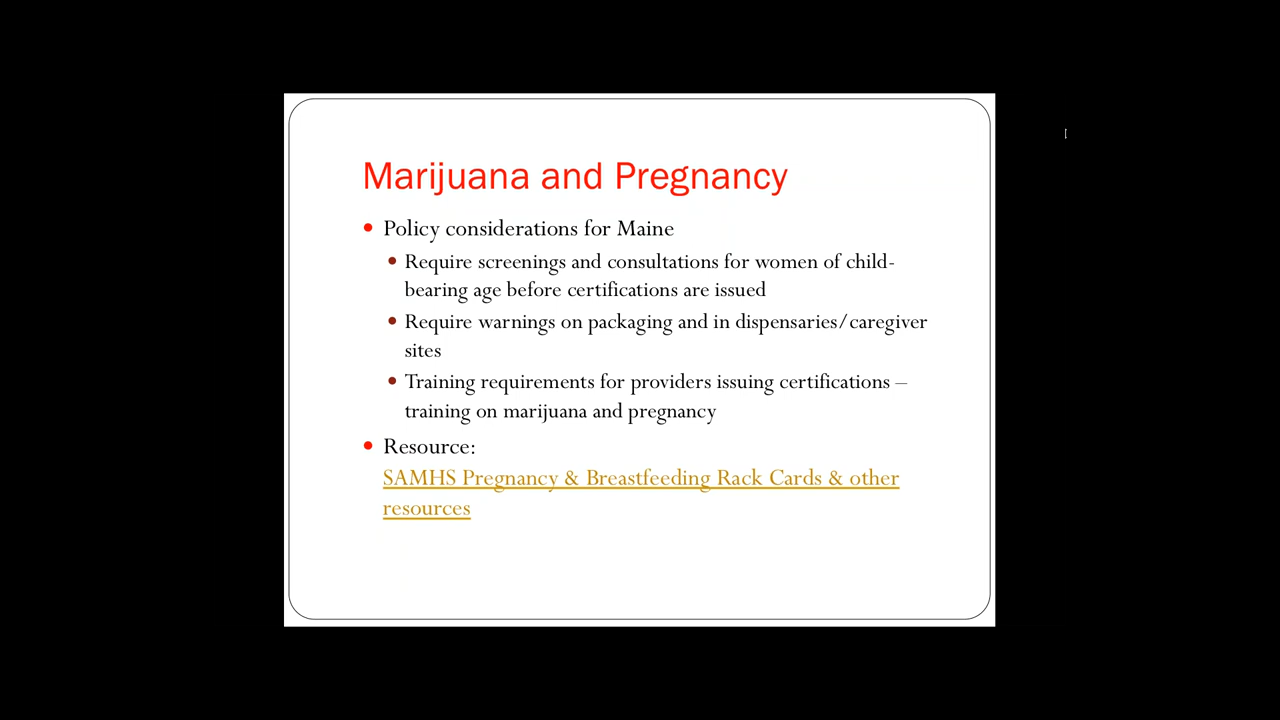 Marijuana and Pregnancy
Policy considerations for Maine
Require screenings and consultations for women of child-
bearing age before certifications are issued
Require warnings on packaging and in dispensaries/caregiver
sites
Training requirements for providers issuing certifications –
training on marijuana and pregnancy
Resource:
SAMHS Pregnancy & Breastfeeding Rack Cards & other
resources